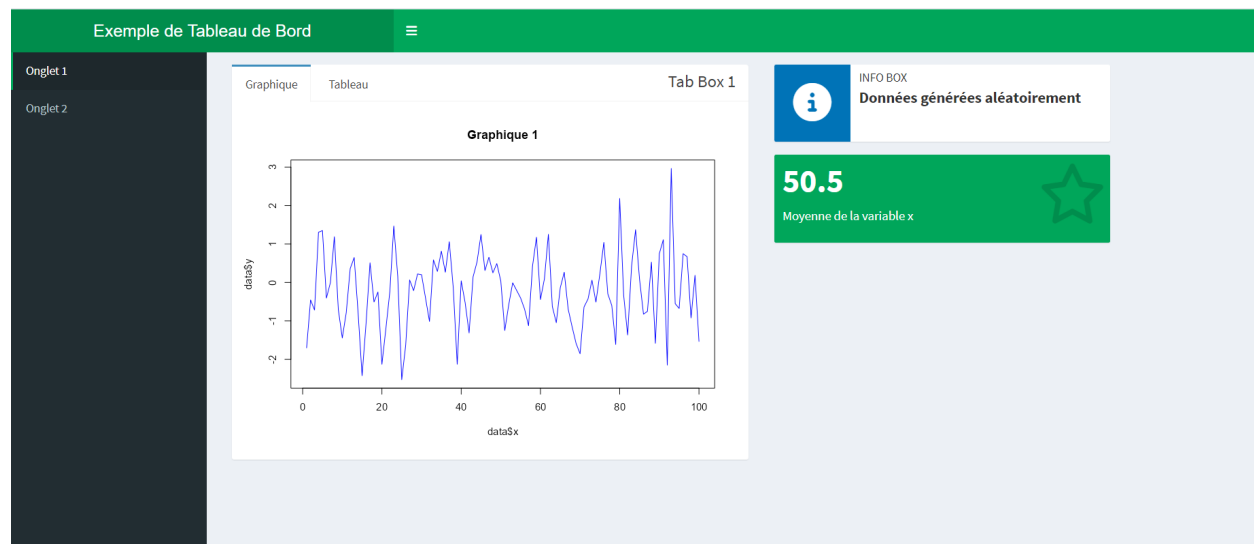 Exemple de Tableau de Bord
Onglet 1
Onglet 2
Graphique Tableau Tab Box 1
Graphique 1
3
2
1
0
-1
-2
data$y
0 20 40 60 80 100
data$x
INFO BOX
Données générées aléatoirement
50.5
Moyenne de la variable x